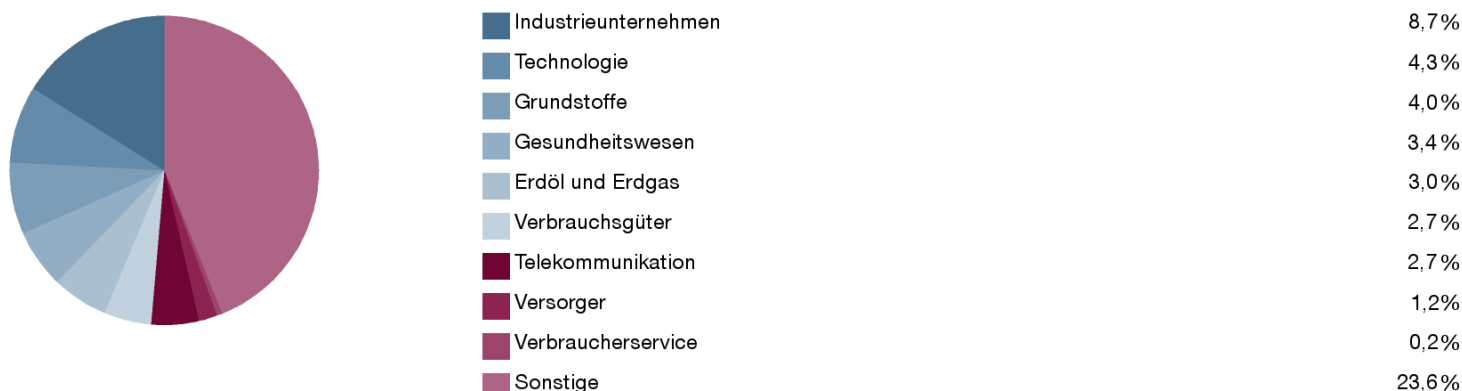 Industrieunternehmen 8,7%
Technologie 4,3%
Grundstoffe 4,0%
Gesundheitswesen 3,4%
Erdöl und Erdgas 3,0%
Verbrauchsgüter 2,7%
Telekommunikation 2,7%
Versorger 1,2%
Verbraucherservice 0,2%
Sonstige 23,6%